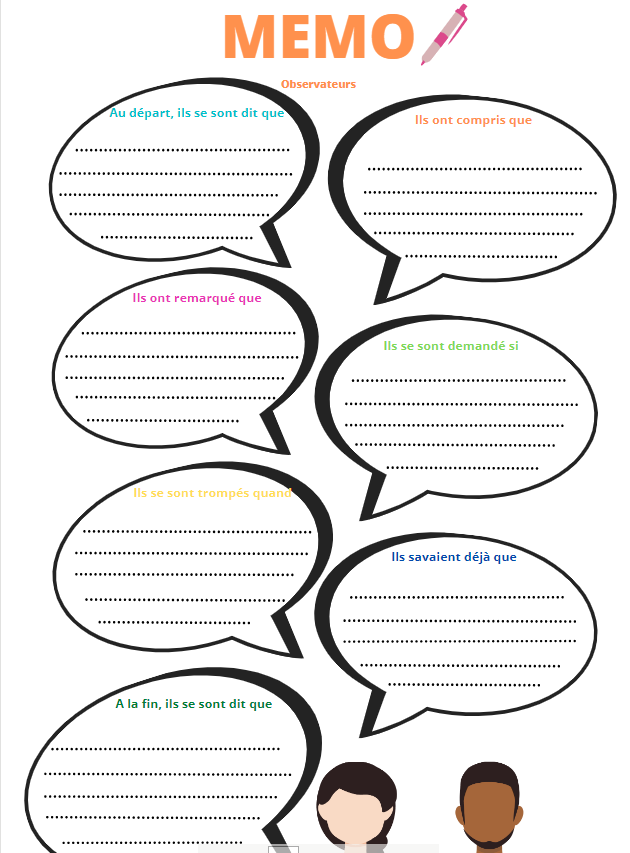 MEMO
Observateurs
Au départ, ils se sont dit que
Ils ont compris que
Ils ont remarqué que
Ils se sont demandé si
Ils se sont trompés quand
Ils savaient déjà que
A la fin, ils se sont dit que